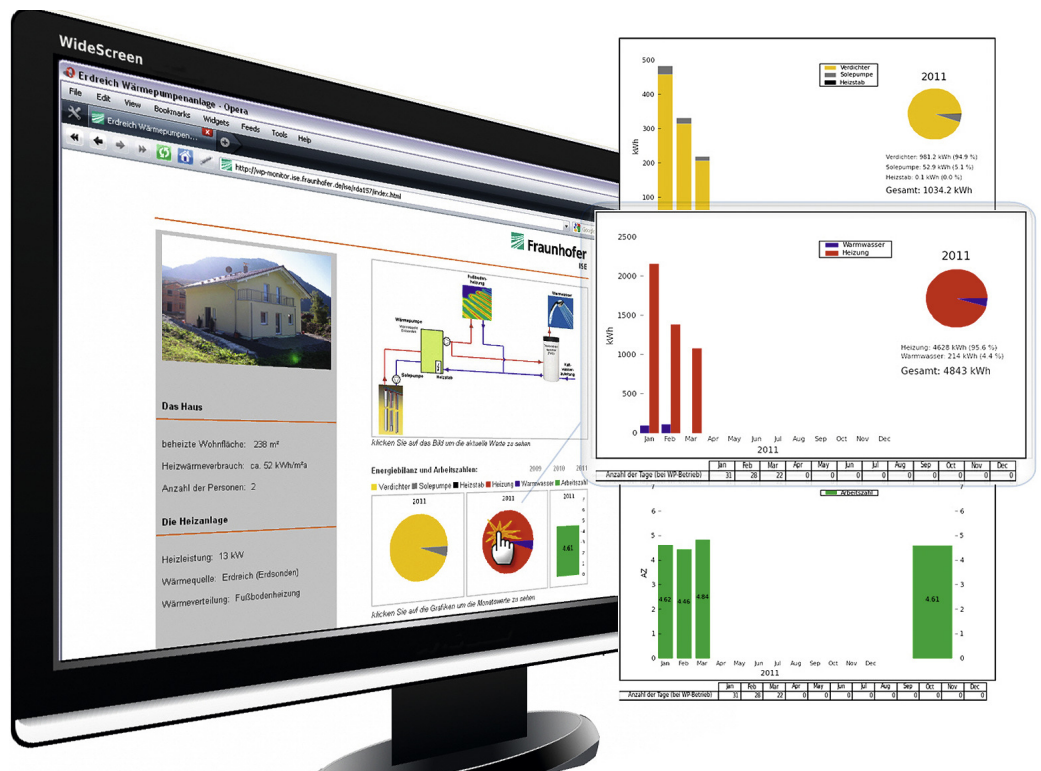 WideScreen
Erdreich Wärmepumpenanlage - Opera
File Edit View Bookmarks Widgets Feeds Tools Help
Erdreich Wärmepumpen...
http://wp-monitor.ise.fraunhofer.de/ise/rda157/index.html
Fraunhofer
ISE
Das Haus
beheizte Wohnfläche: 238 m²
Heizwärmeverbrauch: ca. 52 kWh/m²a
Anzahl der Personen: 2
Die Heizanlage
Heizleistung: 13 kW
Wärmequelle: Erdreich (Erdsonden)
Wärmeverteilung: Fußbodenheizung
Fußboden-
heizung
Warmwasser
Wärmepumpe
Solepumpe
Heizstab
klicken Sie auf das Bild um die aktuelle Werte zu sehen
Energiebilanz und Arbeitszahlen: 2009 2010 2011
Verdichter Solepumpe Heizstab Heizung Warmwasser Arbeitszahl
2011 2011 2011
4.61
klicken Sie auf die Grafiken um die Monatswerte zu sehen
500
400
300
200
100
kWh
Verdichter
Solepumpe
Heizstab
2011
Verdichter: 981.2 kWh (94.9 %)
Solepumpe: 52.9 kWh (5.1 %)
Heizstab: 0.1 kWh (0.0 %)
Gesamt: 1034.2 kWh
2500
2000
1500
1000
500
0
kWh
Warmwasser
Heizung
2011
Heizung: 4628 kWh (95.6 %)
Warmwasser: 214 kWh (4.4 %)
Gesamt: 4843 kWh
Jan Feb Mar Apr May Jun Jul Aug Sep Oct Nov Dec
2011
Jan Feb Mar Apr May Jun Jul Aug Sep Oct Nov Dec
Anzahl der Tage (bei WP-Betrieb) 31 28 22 0 0 0 0 0 0 0 0 0
Arbeitszahl
7 7
6 6
5 5
4 4
3 3
2 2
1 1
0 0
AZ
4.62 4.46 4.84 4.61
Jan Feb Mar Apr May Jun Jul Aug Sep Oct Nov Dec
2011
Jan Feb Mar Apr May Jun Jul Aug Sep Oct Nov Dec
Anzahl der Tage (bei WP-Betrieb) 31 28 22 0 0 0 0 0 0 0 0 0